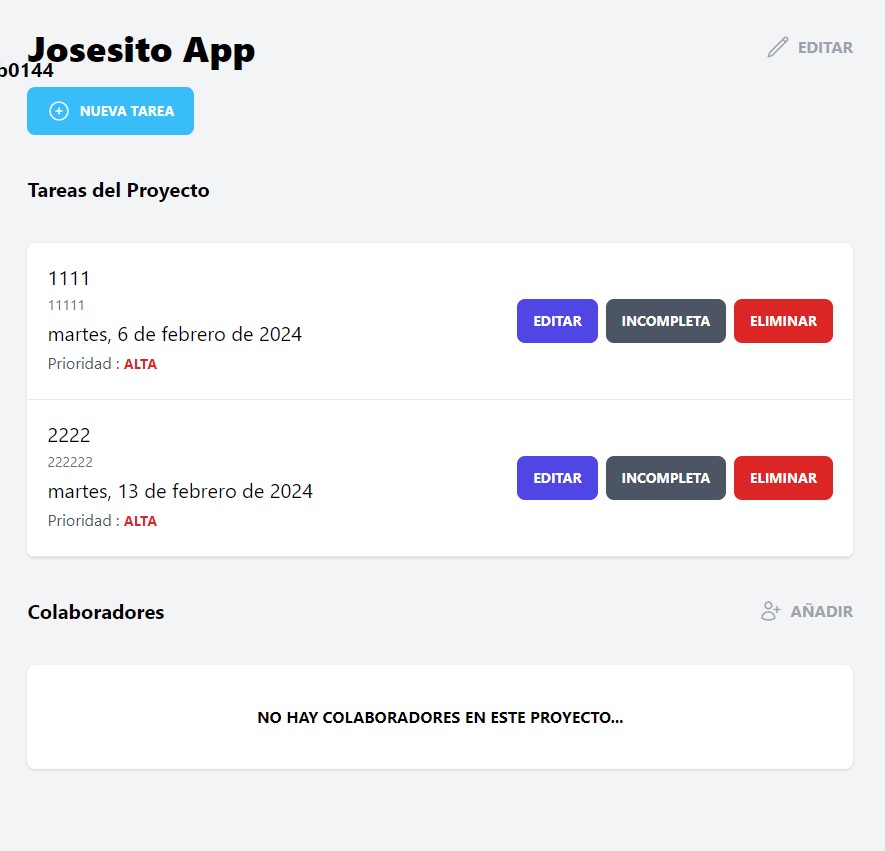 Josesito App
EDITAR
b0144
NUEVA TAREA
Tareas del Proyecto
1111
11111
martes, 6 de febrero de 2024
Prioridad : ALTA
EDITAR INCOMPLETA ELIMINAR
2222
222222
martes, 13 de febrero de 2024
Prioridad : ALTA
EDITAR INCOMPLETA ELIMINAR
Colaboradores
AÑADIR
NO HAY COLABORADORES EN ESTE PROYECTO...